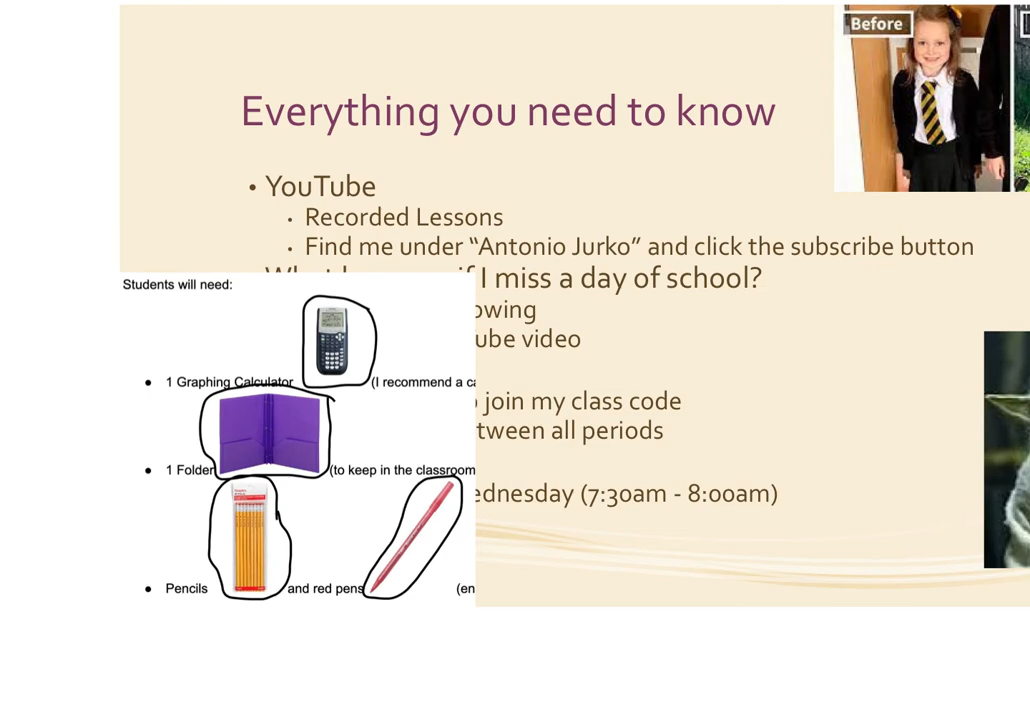 Before
Everything you need to know
• YouTube
• Recorded Lessons
• Find me under “Antonio Jurko” and click the subscribe button
I miss a day of school?
owing
ube video
join my class code
tween all periods
ednesday (7:30am - 8:00am)
Students will need:
● 1 Graphing Calculator (I recommend a ca
● 1 Folder (to keep in the classroom
● Pencils and red pens (en